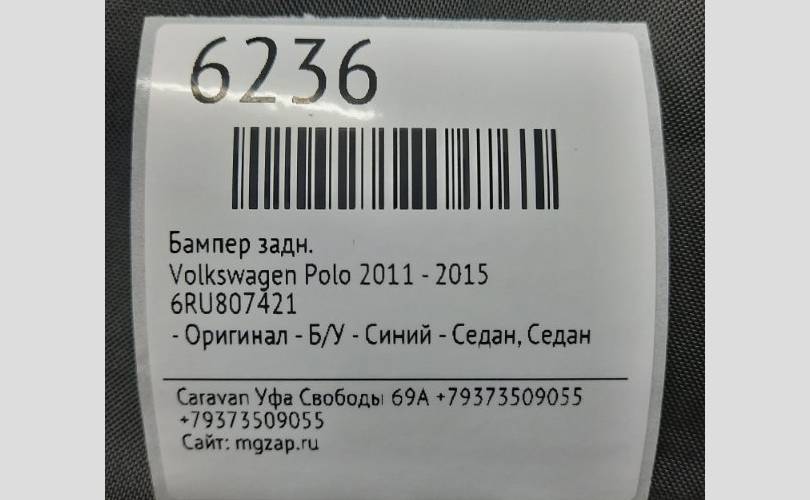 6236
Бампер задн.
Volkswagen Polo 2011 - 2015
6RU807421
- Оригинал - Б/У - Синий - Седан, Седан
Caravan Уфа Свободы 69А +79373509055
+79373509055
Сайт: mgzap.ru